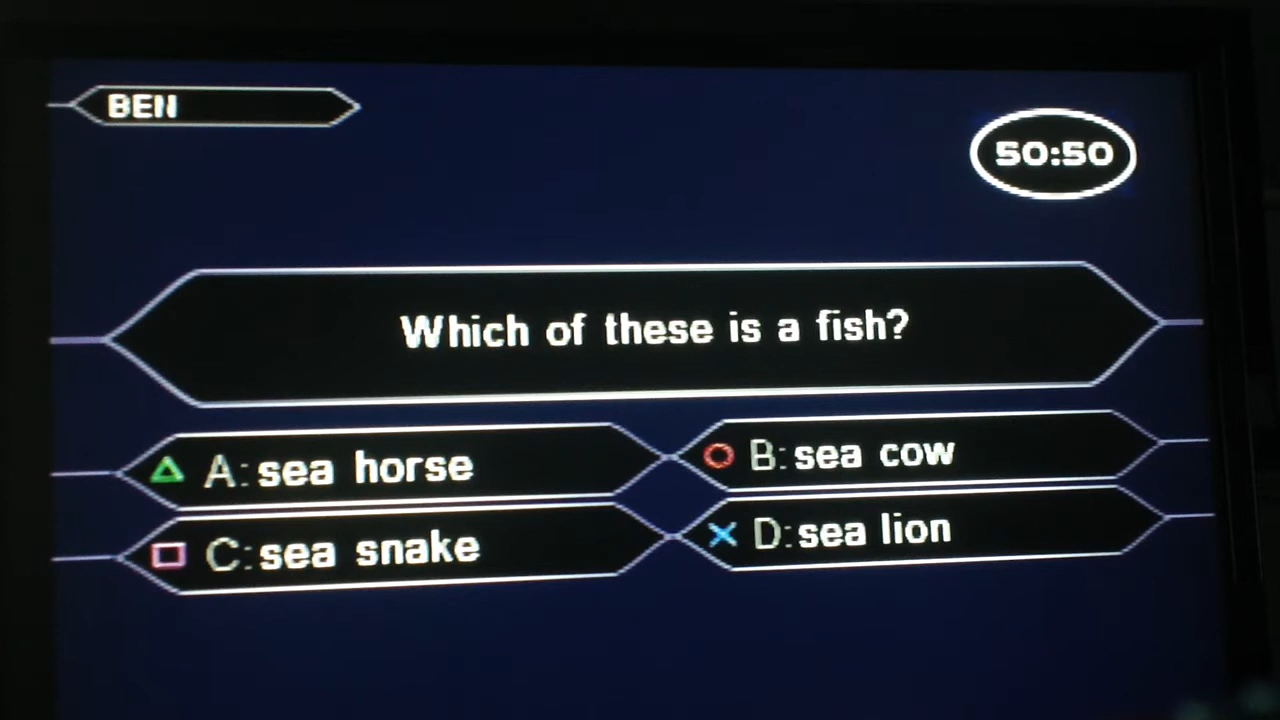 BEN
50:50
Which of these is a fish?
A: sea horse
B: sea cow
C: sea snake
D: sea lion